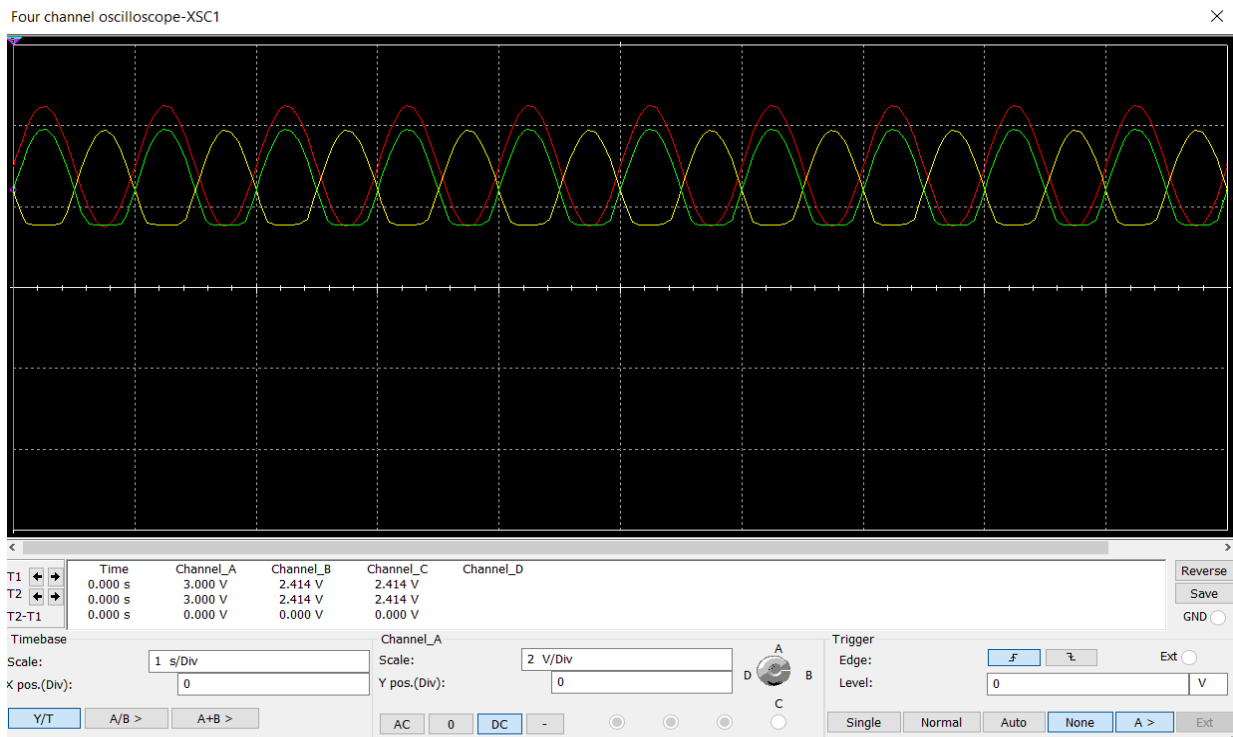 Four channel oscilloscope-XSC1
Time Channel_A Channel_B Channel_C Channel_D
T1 0.000 s 3.000 V 2.414 V 2.414 V
T2 0.000 s 3.000 V 2.414 V 2.414 V
T2-T1 0.000 s 0.000 V 0.000 V 0.000 V
Reverse
Save
GND
Timebase
Scale: 1 s/Div
X pos.(Div): 0
Y/T A/B > A+B >
Channel_A
Scale: 2 V/Div
Y pos.(Div): 0
AC 0 DC -
A
D B
C
Trigger
Edge: Ext
Level: 0 V
Single Normal Auto None A > Ext